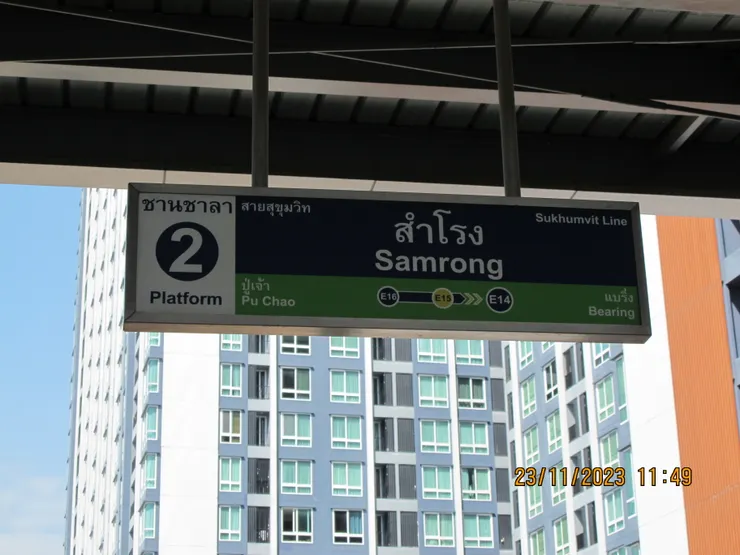 ชานชาลา
2
Platform
สายสุขุมวิท
Sukhumvit Line
สำโรง
Samrong
ปู่เจ้า
Pu Chao
E16 E15 E14
แบริ่ง
Bearing
23/11/2023 11:49